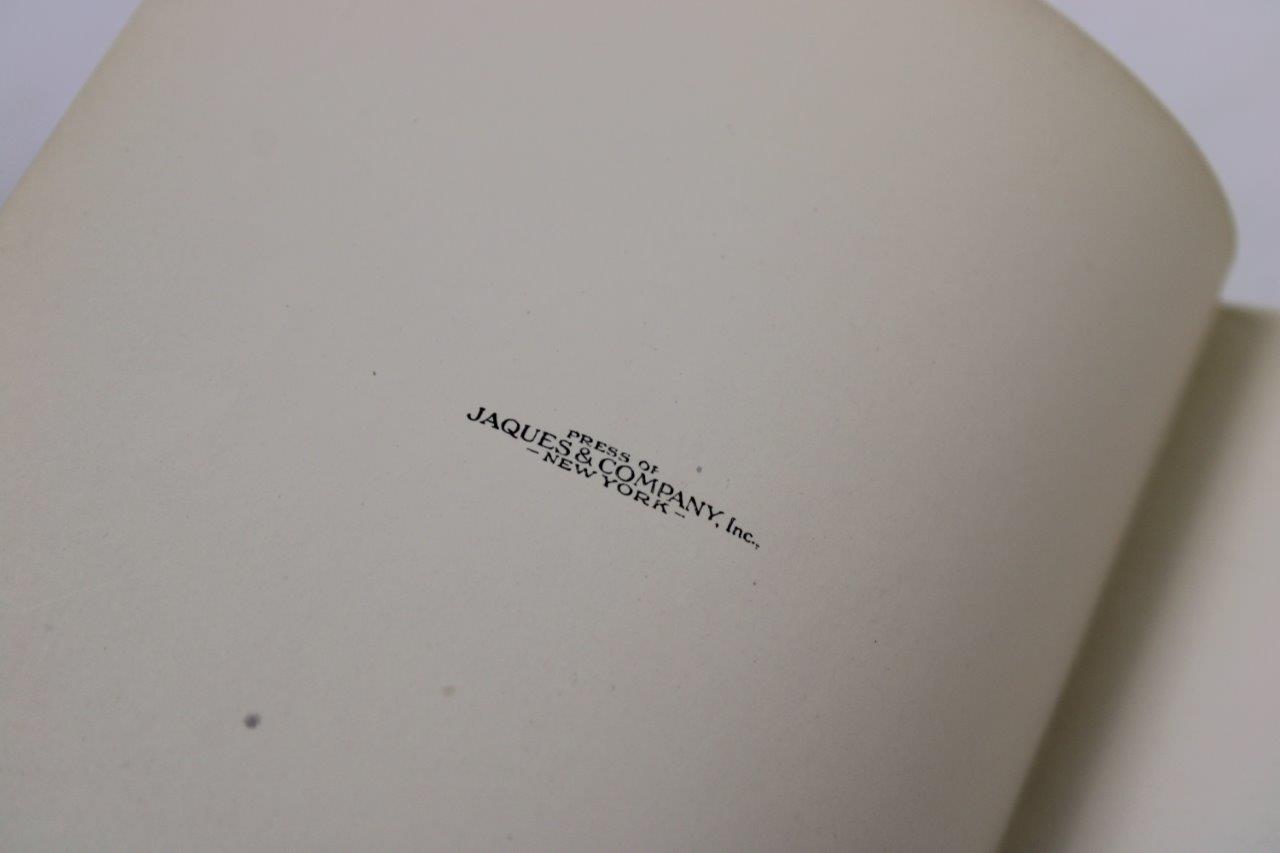 PRESS OF
JAQUES & COMPANY, Inc.,
– NEW YORK –